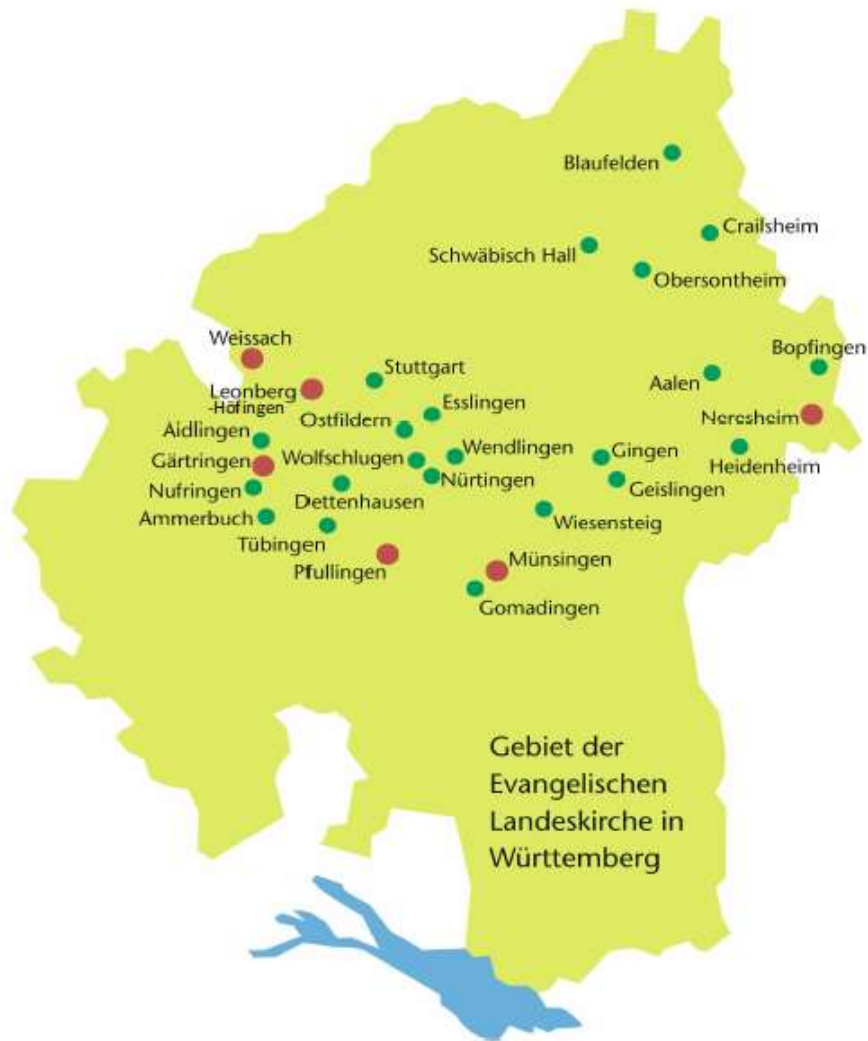 Blaufelden
Crailsheim
Schwäbisch Hall
Obersontheim
Weissach
Bopfingen
Stuttgart
Aalen
Leonberg
-Höfingen
Esslingen
Neresheim
Ostfildern
Aidlingen
Wendlingen
Gingen
Gärtringen
Wolfschlugen
Heidenheim
Nürtingen
Nufringen
Geislingen
Dettenhausen
Ammerbuch
Wiesensteig
Tübingen
Münsingen
Pfullingen
Gomadingen
Gebiet der
Evangelischen
Landeskirche in
Württemberg